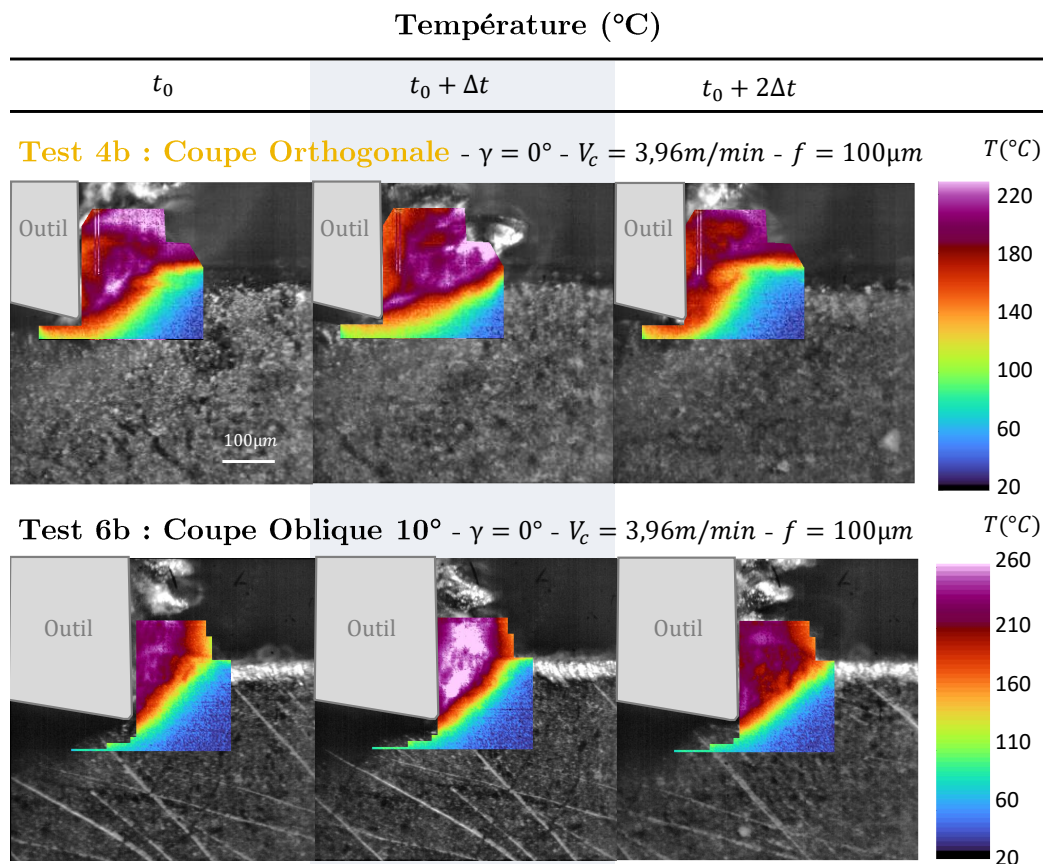 Température (°C)
t₀ t₀ + Δt t₀ + 2Δt
Test 4b : Coupe Orthogonale - γ = 0° - V_c = 3,96m/min - f = 100μm
T(°C)
Outil Outil Outil
220
180
140
100
60
20
100μm
Test 6b : Coupe Oblique 10° - γ = 0° - V_c = 3,96m/min - f = 100μm
T(°C)
Outil Outil Outil
260
210
160
110
60
20